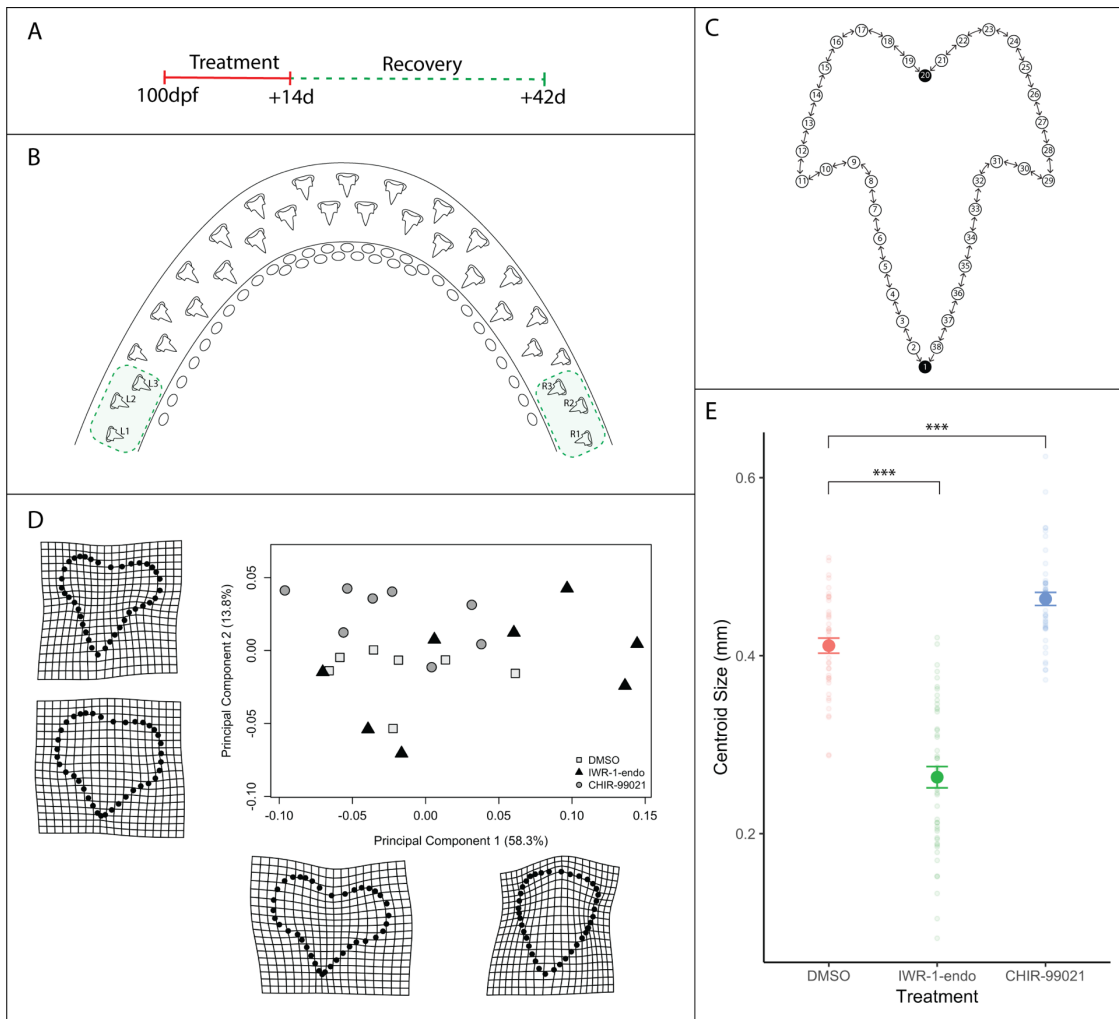 A
Treatment
Recovery
100dpf
+14d
+42d
B
L3
L2
L1
R3
R2
R1
C
17
23
16
18
22
24
19
21
20
15
25
14
26
13
27
12
28
11
10
9
31
30
29
8
32
7
33
6
34
5
35
4
36
3
37
2
38
1
D
0.05
0.00
-0.05
-0.10
Principal Component 2 (13.8%)
DMSO
IWR-1-endo
CHIR-99021
-0.10
-0.05
0.00
0.05
0.10
0.15
Principal Component 1 (58.3%)
E
***
***
0.6
0.4
0.2
Centroid Size (mm)
DMSO
IWR-1-endo
CHIR-99021
Treatment